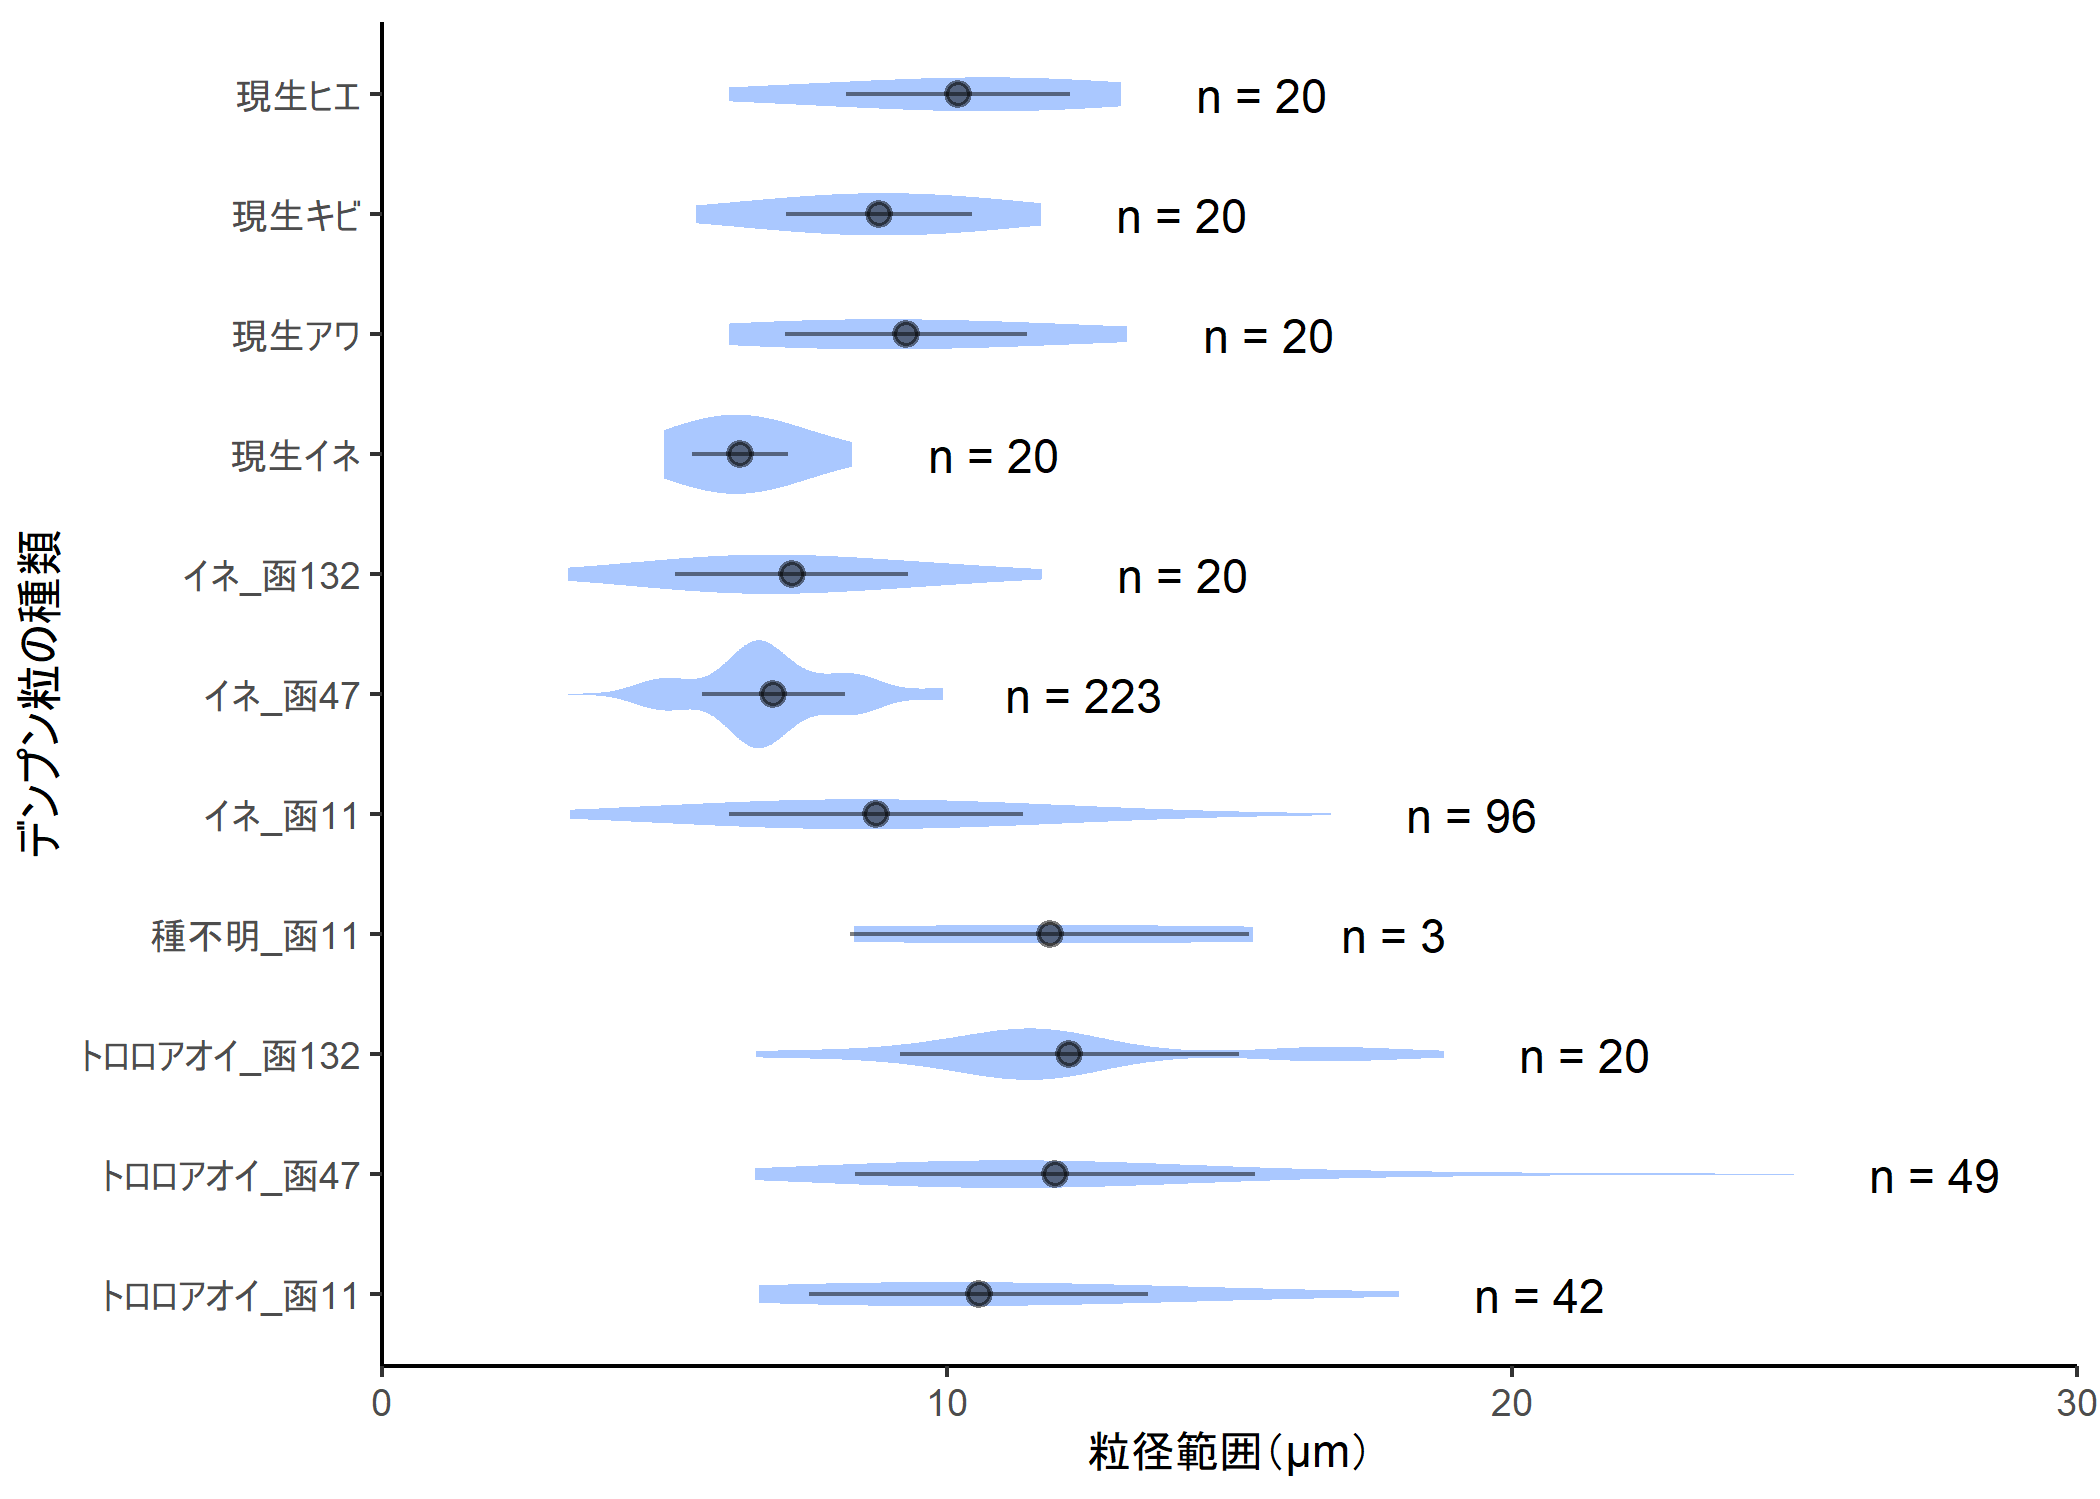 デンプン粒の種類
現生ヒエ n = 20
現生キビ n = 20
現生アワ n = 20
現生イネ n = 20
イネ_函132 n = 20
イネ_函47 n = 223
イネ_函11 n = 96
種不明_函11 n = 3
トロロアオイ_函132 n = 20
トロロアオイ_函47 n = 49
トロロアオイ_函11 n = 42
0 10 20 30
粒径範囲(μm)